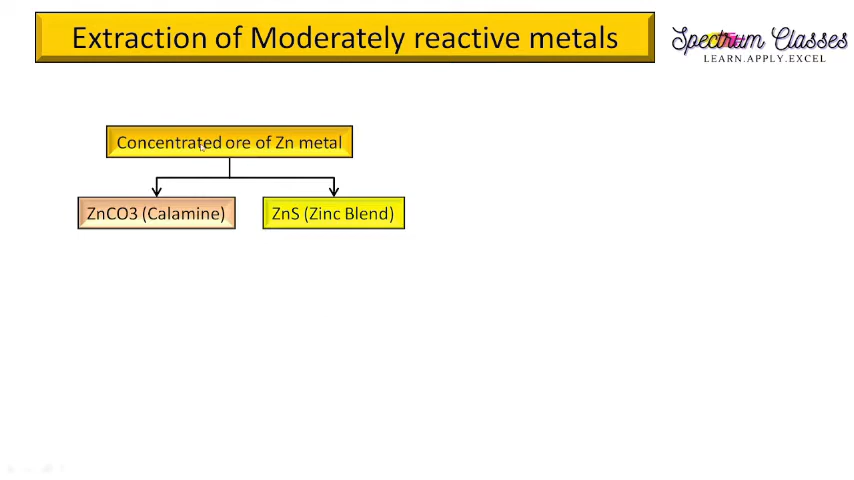 Extraction of Moderately reactive metals
Spectrum Classes
LEARN.APPLY.EXCEL
Concentrated ore of Zn metal
ZnCO3 (Calamine)
ZnS (Zinc Blend)